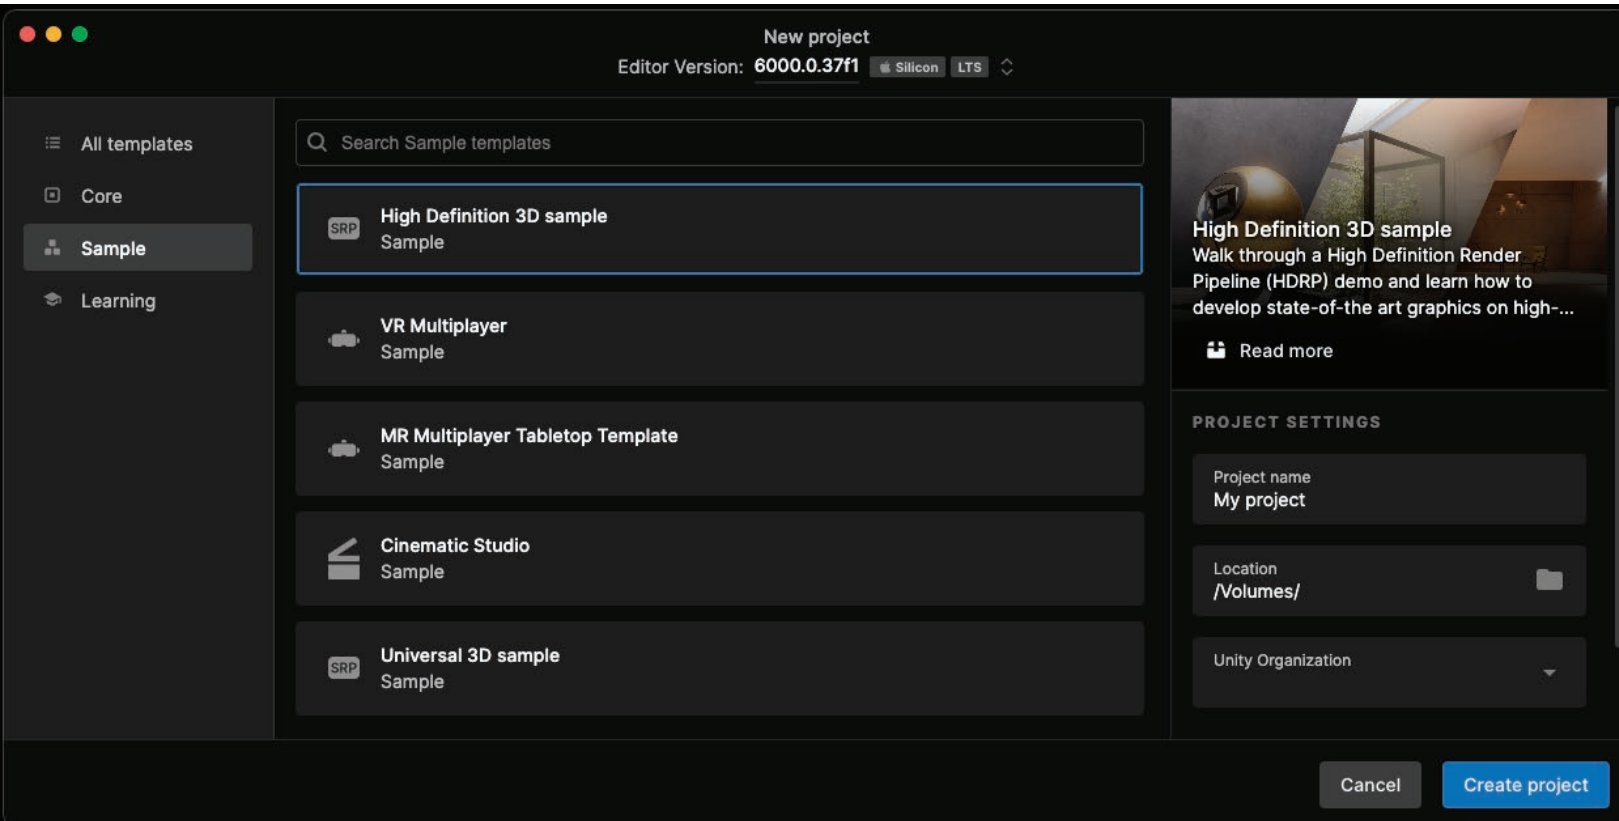 New project
Editor Version: 6000.0.37f1 Silicon LTS
All templates
Core
Sample
Learning
Search Sample templates
SRP
High Definition 3D sample
Sample
VR Multiplayer
Sample
MR Multiplayer Tabletop Template
Sample
Cinematic Studio
Sample
SRP
Universal 3D sample
Sample
High Definition 3D sample
Walk through a High Definition Render
Pipeline (HDRP) demo and learn how to
develop state-of-the art graphics on high-...
Read more
PROJECT SETTINGS
Project name
My project
Location
/Volumes/
Unity Organization
Cancel
Create project